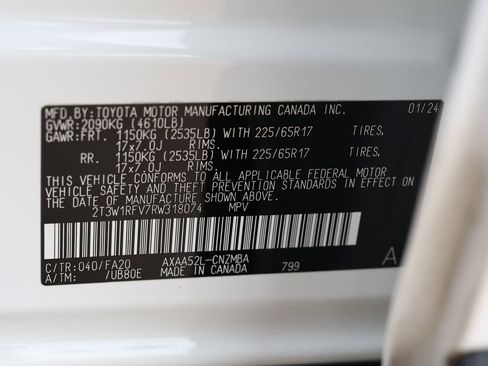 MFD.BY:TOYOTA MOTOR MANUFACTURING CANADA INC. 01/24
GVWR:2090KG (4610LB)
GAWR:FRT. 1150KG (2535LB) WITH 225/65R17 TIRES,
17x7.0J RIMS.
RR. 1150KG (2535LB) WITH 225/65R17 TIRES,
17x7.0J RIMS.
THIS VEHICLE CONFORMS TO ALL APPLICABLE FEDERAL MOTOR
VEHICLE SAFETY AND THEFT PREVENTION STANDARDS IN EFFECT ON
THE DATE OF MANUFACTURE SHOWN ABOVE.
2T3W1RFV7RW318074 MPV
C/TR:040/FA20 AXAA52L-CNZMBA A
A/TM: /UB80E MADE IN CANADA 799